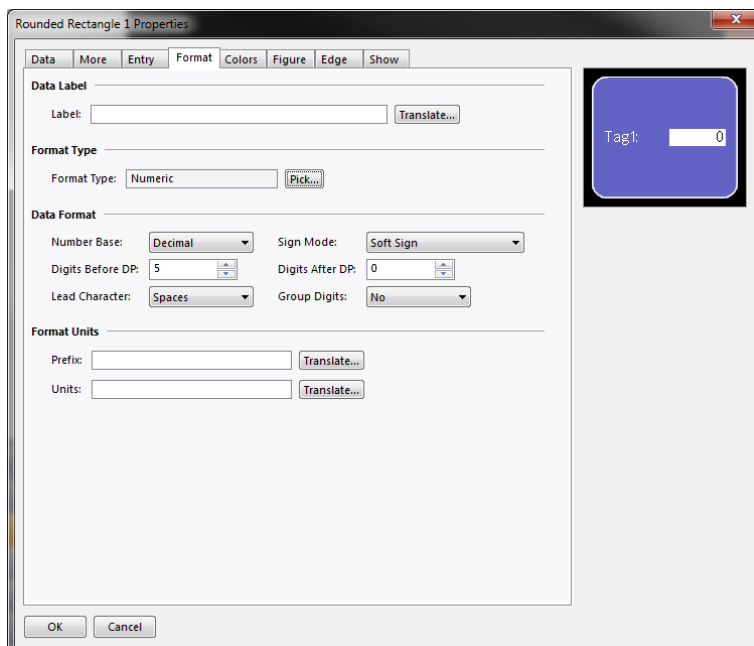 Rounded Rectangle 1 Properties
Data More Entry Format Colors Figure Edge Show
Data Label
Label: Translate...
Format Type
Format Type: Numeric Pick...
Data Format
Number Base: Decimal Sign Mode: Soft Sign
Digits Before DP: 5 Digits After DP: 0
Lead Character: Spaces Group Digits: No
Format Units
Prefix: Translate...
Units: Translate...
OK Cancel
Tag1: 0